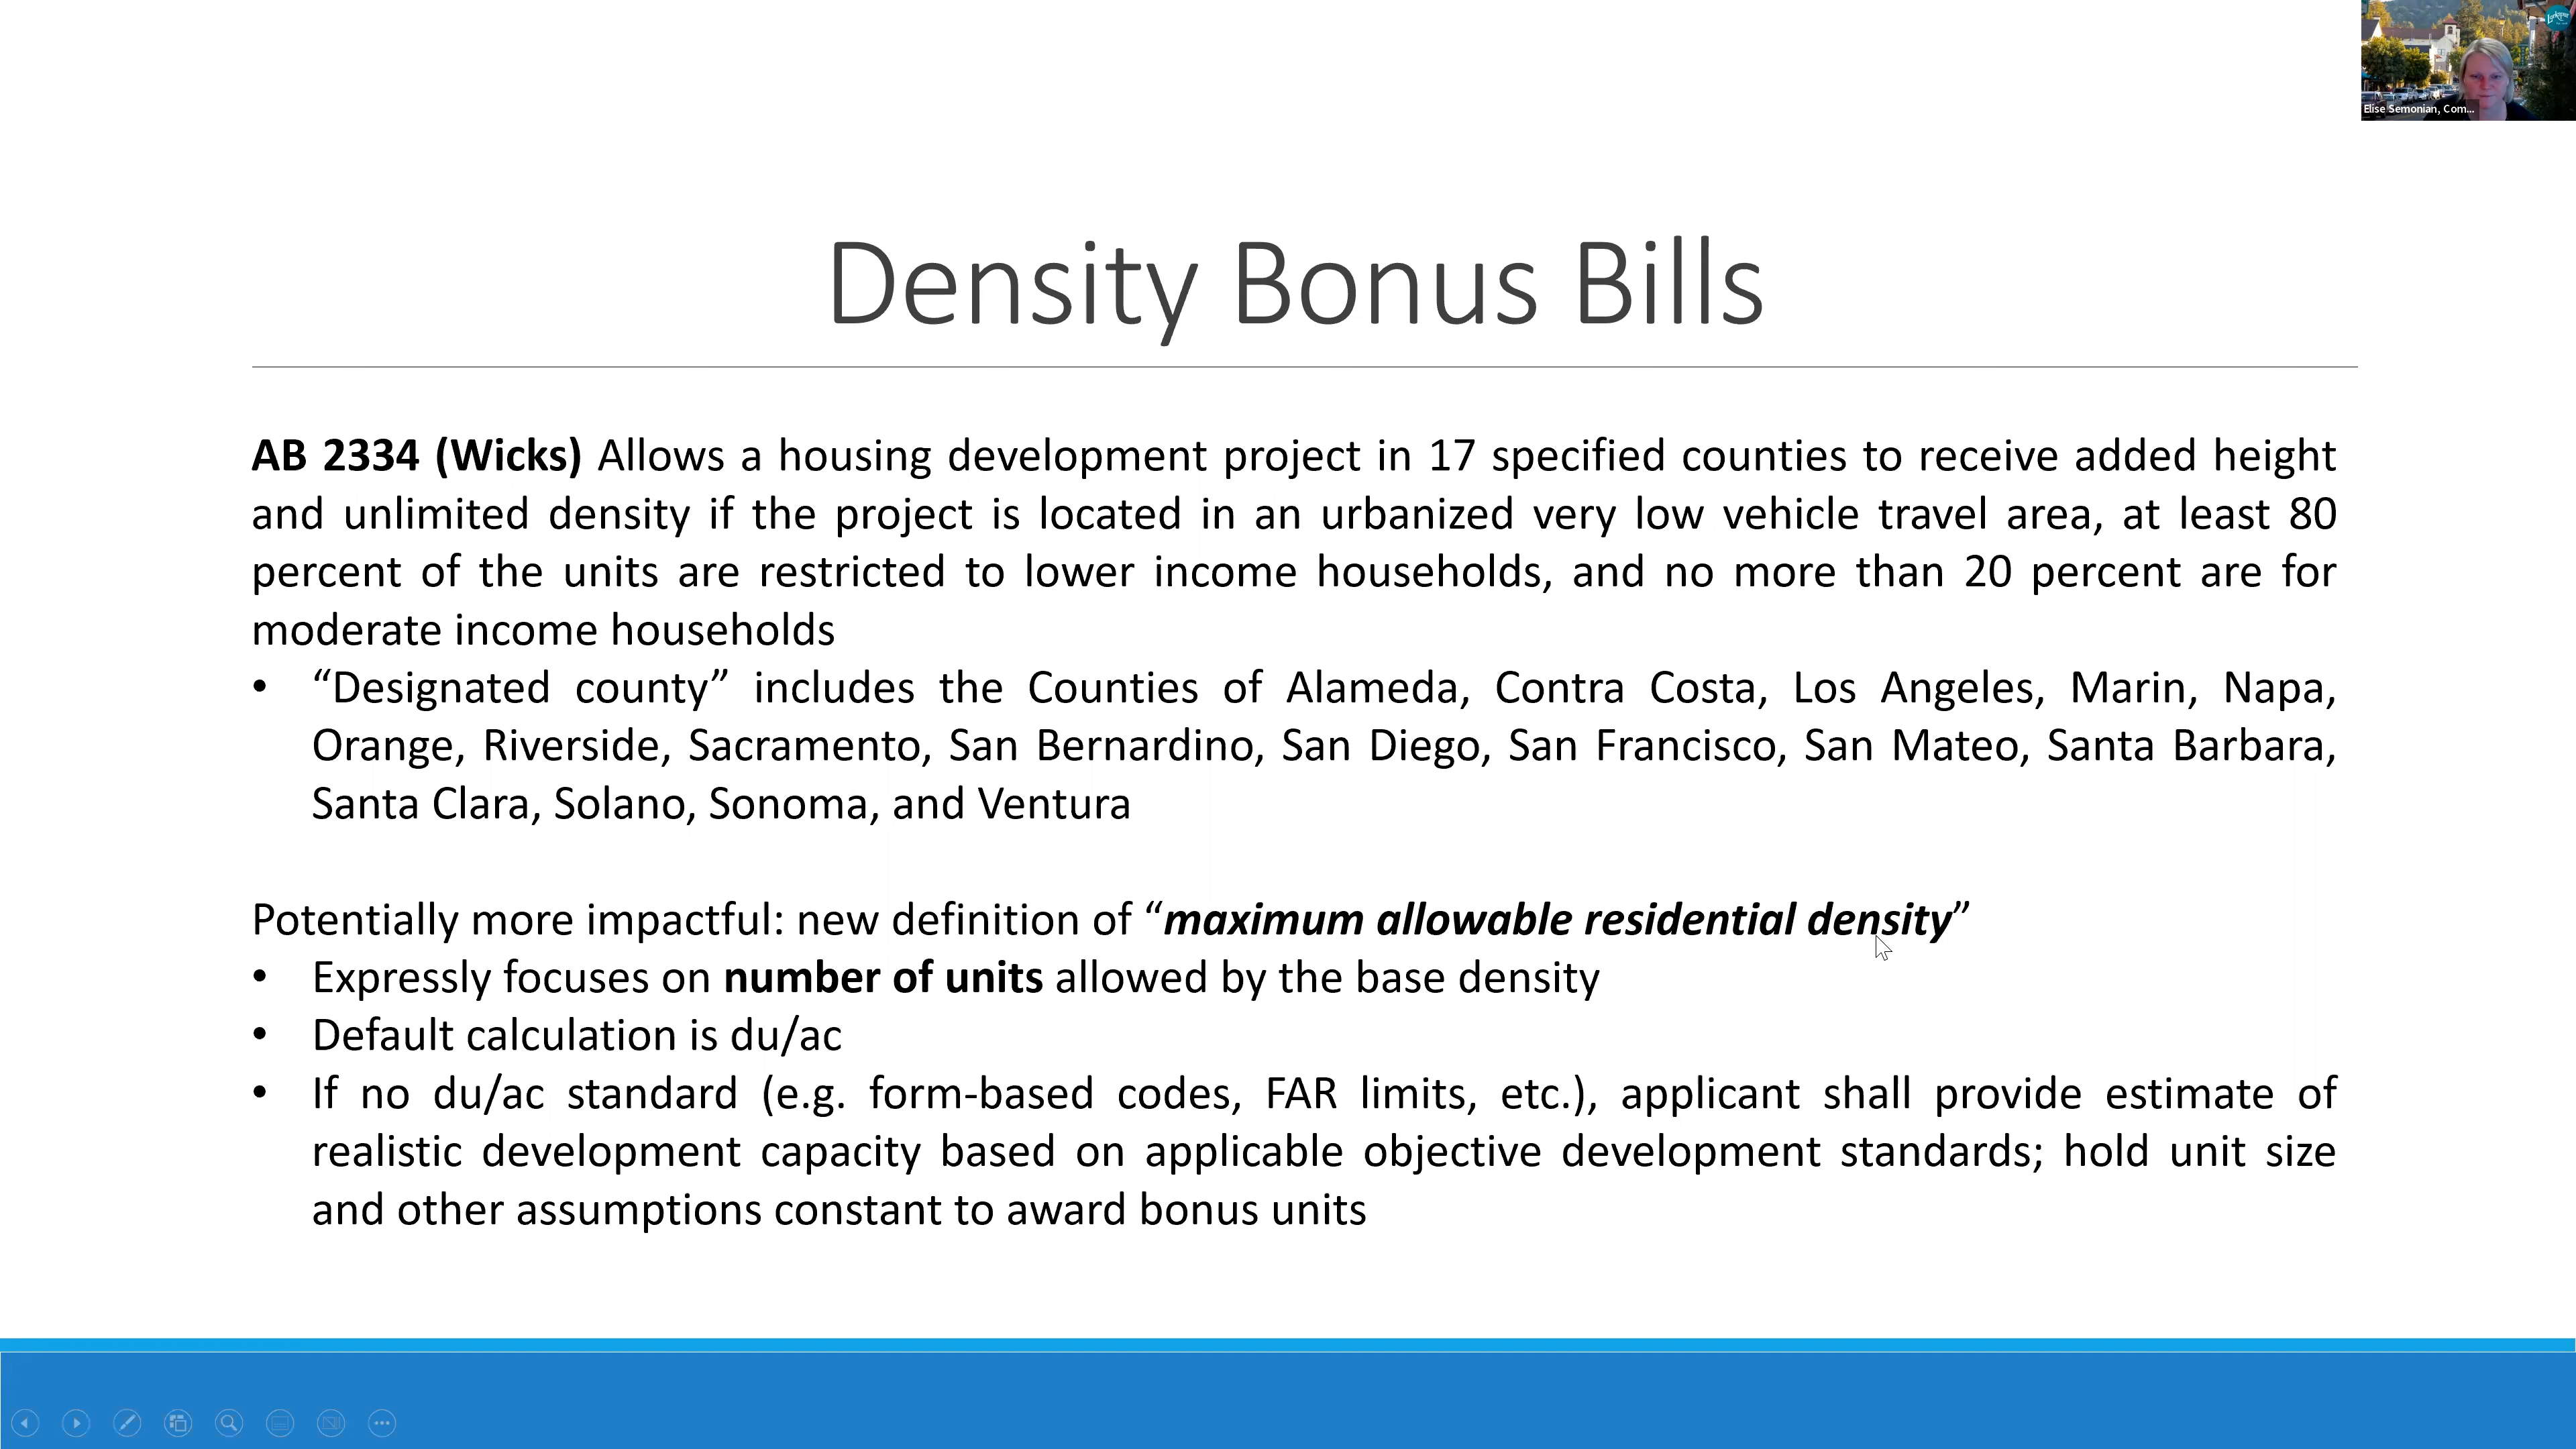 Elise Semonian, Com...
Density Bonus Bills
AB 2334 (Wicks) Allows a housing development project in 17 specified counties to receive added height
and unlimited density if the project is located in an urbanized very low vehicle travel area, at least 80
percent of the units are restricted to lower income households, and no more than 20 percent are for
moderate income households
• “Designated county” includes the Counties of Alameda, Contra Costa, Los Angeles, Marin, Napa,
Orange, Riverside, Sacramento, San Bernardino, San Diego, San Francisco, San Mateo, Santa Barbara,
Santa Clara, Solano, Sonoma, and Ventura
Potentially more impactful: new definition of “maximum allowable residential density”
• Expressly focuses on number of units allowed by the base density
• Default calculation is du/ac
• If no du/ac standard (e.g. form-based codes, FAR limits, etc.), applicant shall provide estimate of
realistic development capacity based on applicable objective development standards; hold unit size
and other assumptions constant to award bonus units